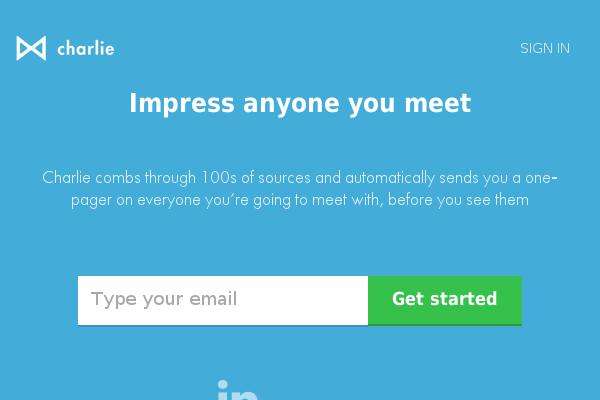 charlie
SIGN IN
Impress anyone you meet
Charlie combs through 100s of sources and automatically sends you a one-
pager on everyone you’re going to meet with, before you see them
Type your email
Get started
in